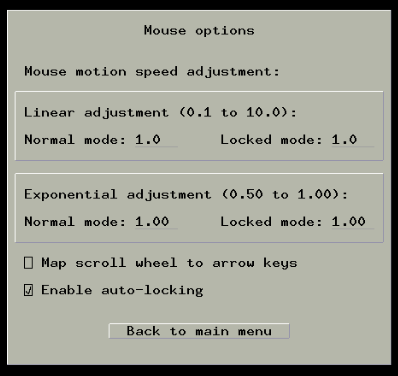 Mouse options
Mouse motion speed adjustment:
Linear adjustment (0.1 to 10.0):
Normal mode: 1.0 Locked mode: 1.0
Exponential adjustment (0.50 to 1.00):
Normal mode: 1.00 Locked mode: 1.00
Map scroll wheel to arrow keys
Enable auto-locking
Back to main menu